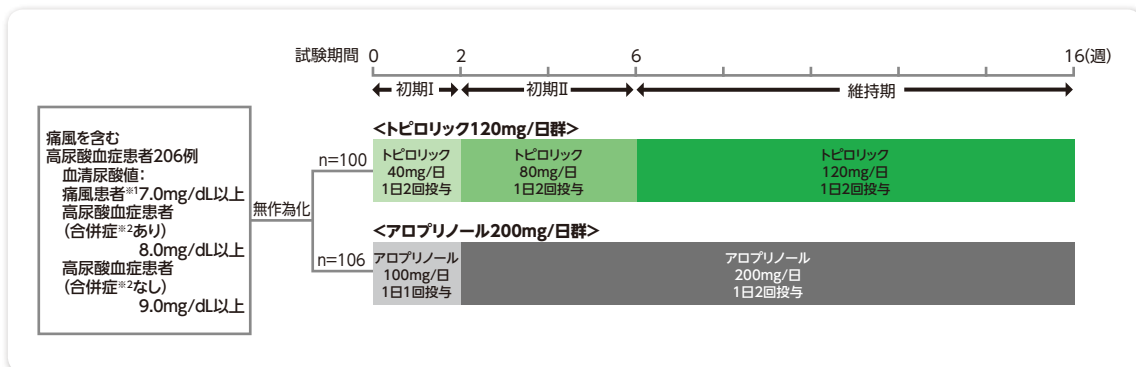 試験期間 0 2 6 16(週)
初期Ⅰ 初期Ⅱ 維持期
痛風を含む
高尿酸血症患者206例
血清尿酸値：
痛風患者※1 7.0mg/dL以上
高尿酸血症患者
（合併症※2あり）
8.0mg/dL以上
高尿酸血症患者
（合併症※2なし）
9.0mg/dL以上
無作為化
<トピロリック120mg/日群>
n=100
トピロリック
40mg/日
1日2回投与
トピロリック
80mg/日
1日2回投与
トピロリック
120mg/日
1日2回投与
<アロプリノール200mg/日群>
n=106
アロプリノール
100mg/日
1日1回投与
アロプリノール
200mg/日
1日2回投与